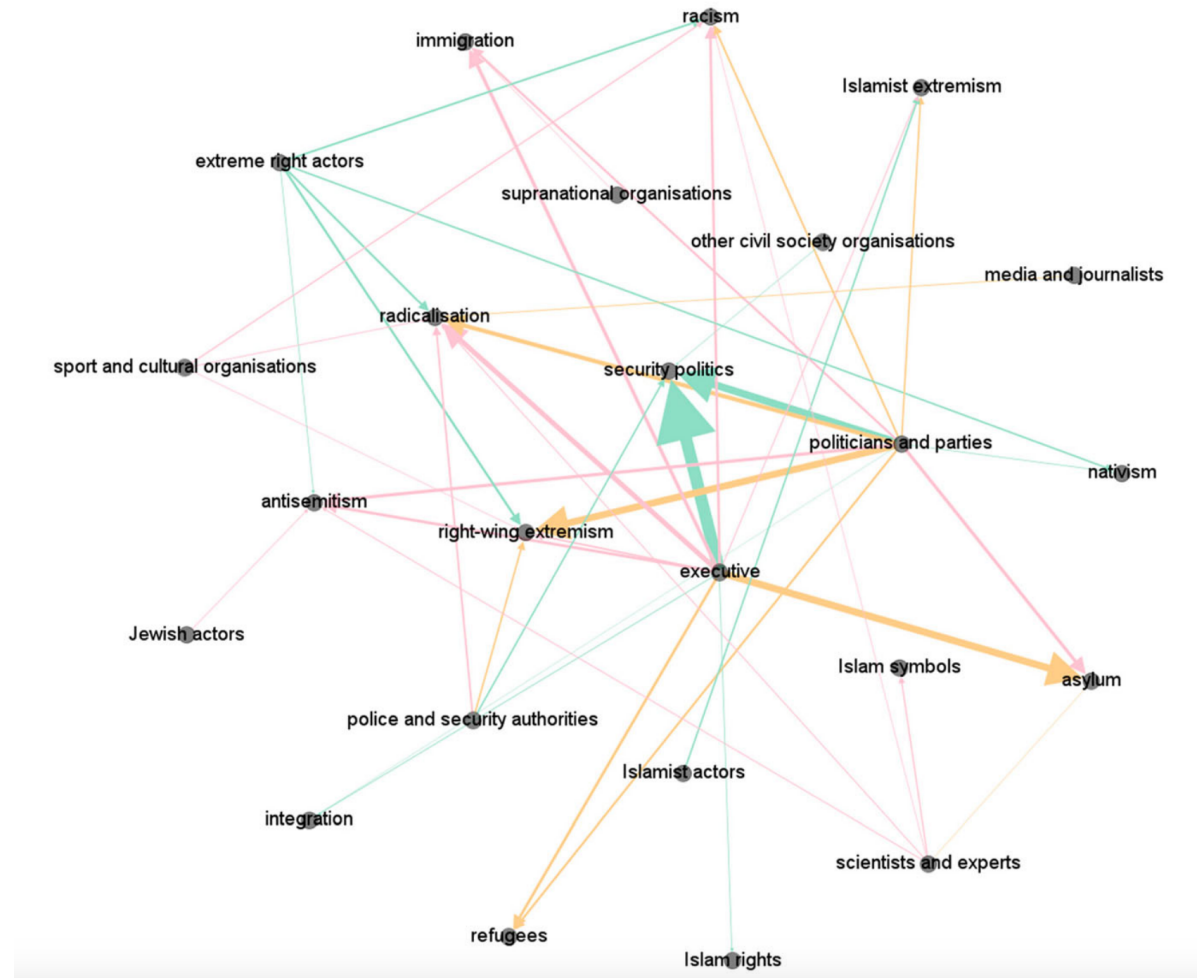 racism
immigration
Islamist extremism
extreme right actors
supranational organisations
other civil society organisations
media and journalists
radicalisation
sport and cultural organisations
security politics
politicians and parties
nativism
antisemitism
right-wing extremism
executive
Jewish actors
Islam symbols
asylum
police and security authorities
Islamist actors
integration
scientists and experts
refugees
Islam rights